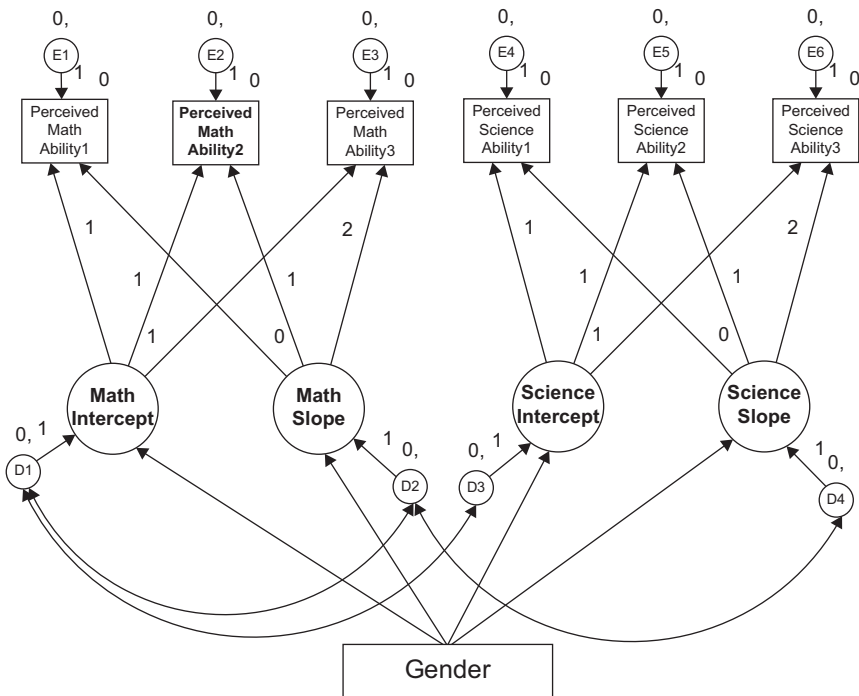 0, 0, 0, 0, 0, 0,
E1 E2 E3 E4 E5 E6
1 0 1 0 1 0 1 0 1 0 1 0
Perceived
Math
Ability1
Perceived
Math
Ability2
Perceived
Math
Ability3
Perceived
Science
Ability1
Perceived
Science
Ability2
Perceived
Science
Ability3
1 2 1 2
1 1 1 1
1 0 1 0
Math
Intercept
Math
Slope
Science
Intercept
Science
Slope
0, 1
D1
1 0,
D2
0, 1
D3
1 0,
D4
Gender